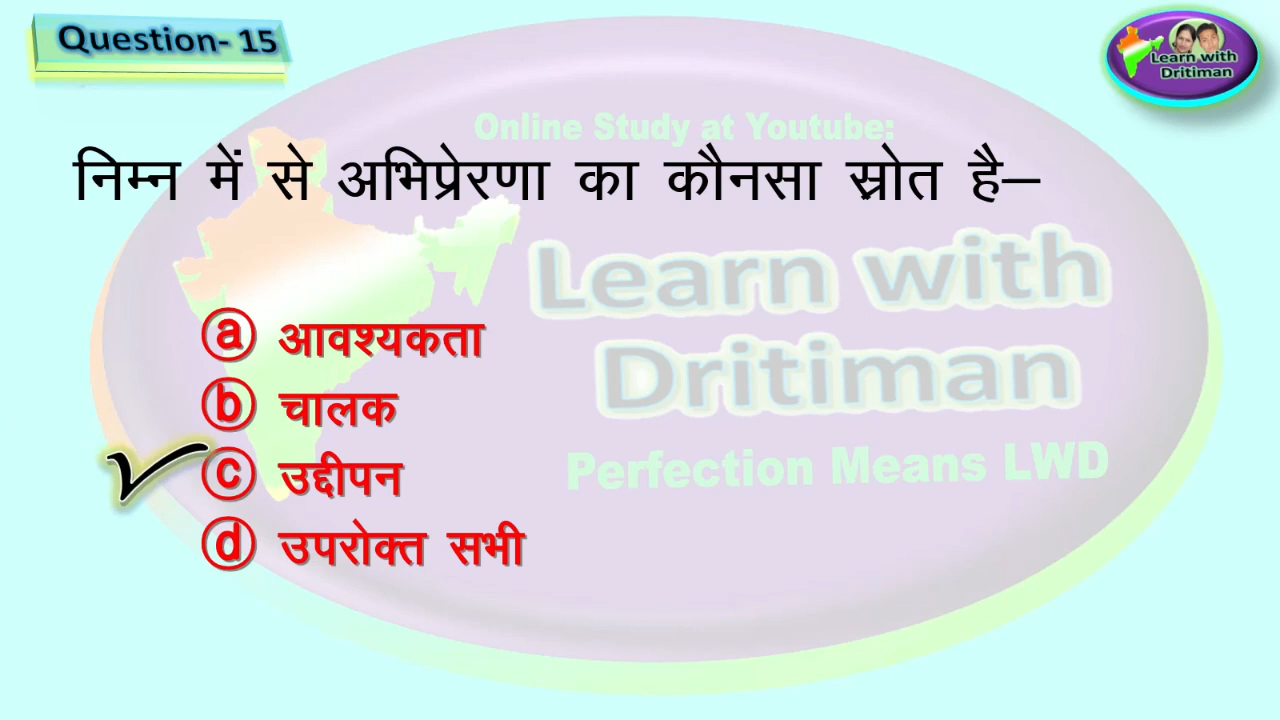 Question- 15
Learn with
Dritiman
Online Study at Youtube:
निम्न में से अभिप्रेरणा का कौनसा स्रोत है–
Learn with
Dritiman
Perfection Means LWD
ⓐ आवश्यकता
ⓑ चालक
ⓒ उद्दीपन
ⓓ उपरोक्त सभी